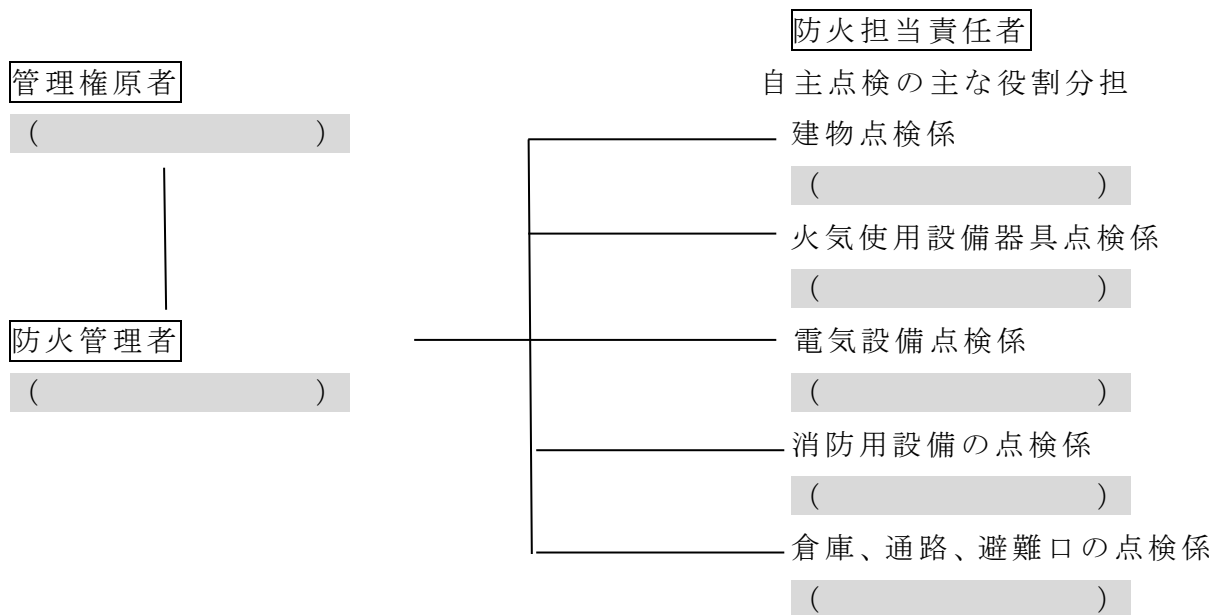 防火担当責任者
管理権原者
自主点検の主な役割分担
(　　　　　　　　)
建物点検係
(　　　　　　　　)
火気使用設備器具点検係
(　　　　　　　　)
防火管理者
電気設備点検係
(　　　　　　　　)
(　　　　　　　　)
消防用設備の点検係
(　　　　　　　　)
倉庫、通路、避難口の点検係
(　　　　　　　　)